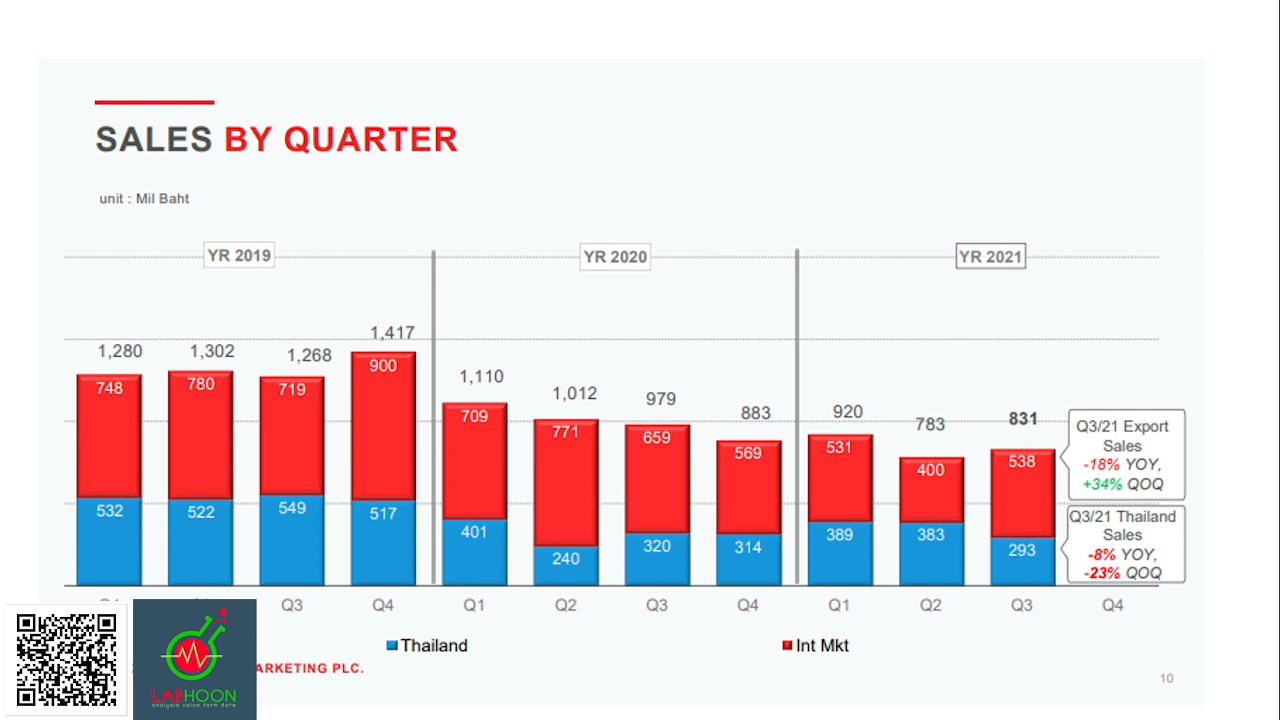 SALES BY QUARTER
unit : Mil Baht
YR 2019
YR 2020
YR 2021
1,280
1,302
1,268
1,417
1,110
1,012
979
883
920
783
831
748
780
719
900
709
771
659
569
531
400
538
532
522
549
517
401
240
320
314
389
383
293
Q3/21 Export
Sales
-18% YOY,
+34% QOQ
Q3/21 Thailand
Sales
-8% YOY,
-23% QOQ
Q3 Q4 Q1 Q2 Q3 Q4 Q1 Q2 Q3 Q4
Thailand Int Mkt
ARKETING PLC.
10
LABHOON
analysis value form data